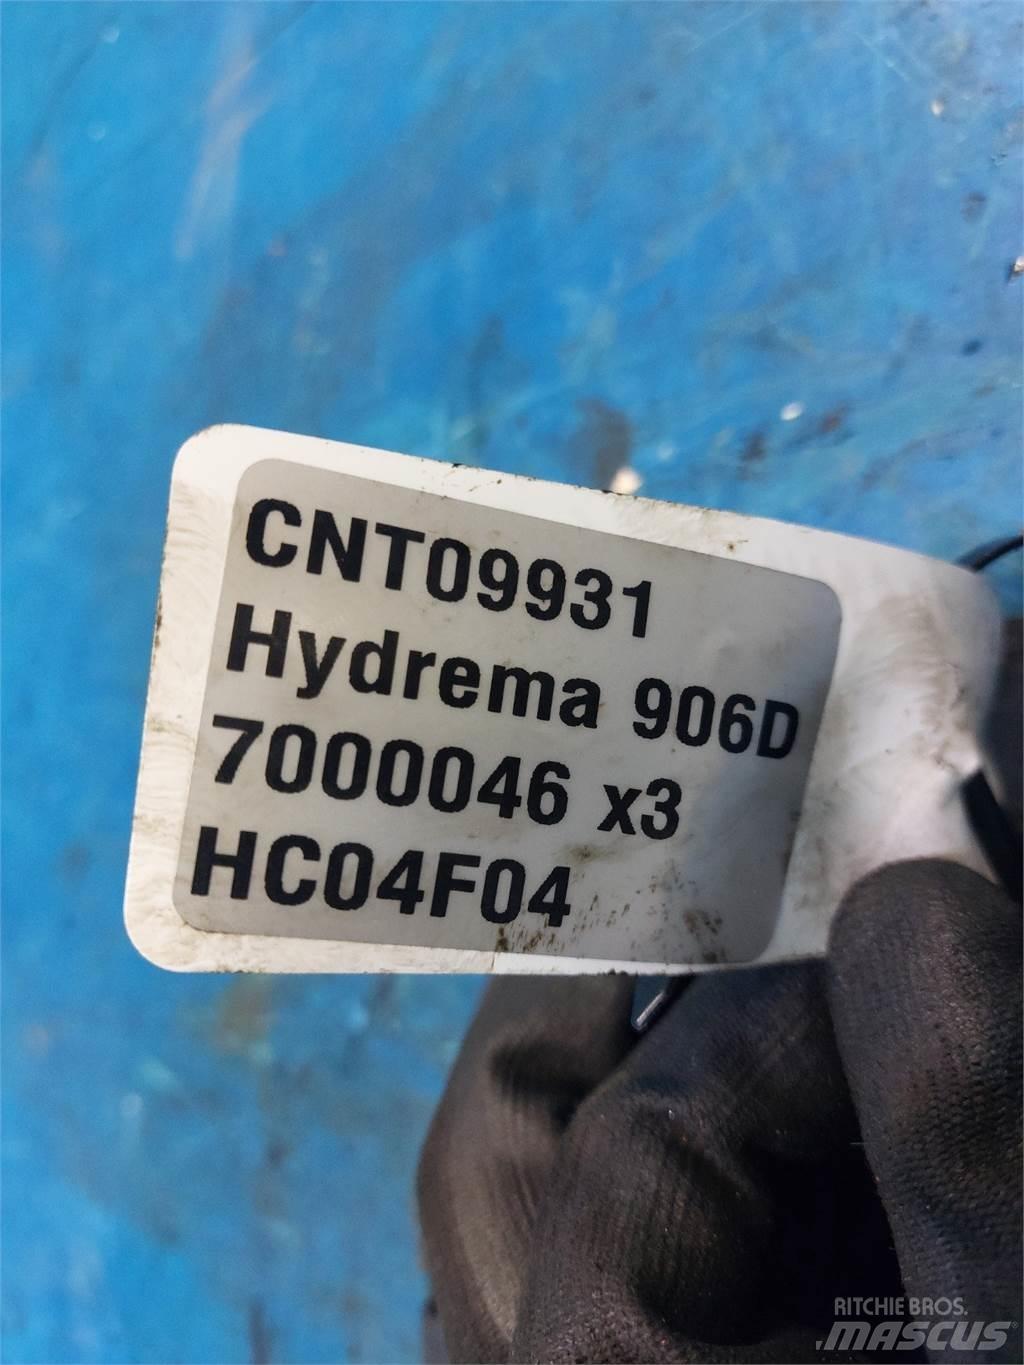 CNT09931
Hydrema 906D
7000046 x3
HC04F04
RITCHIE BROS.
.MASCUS